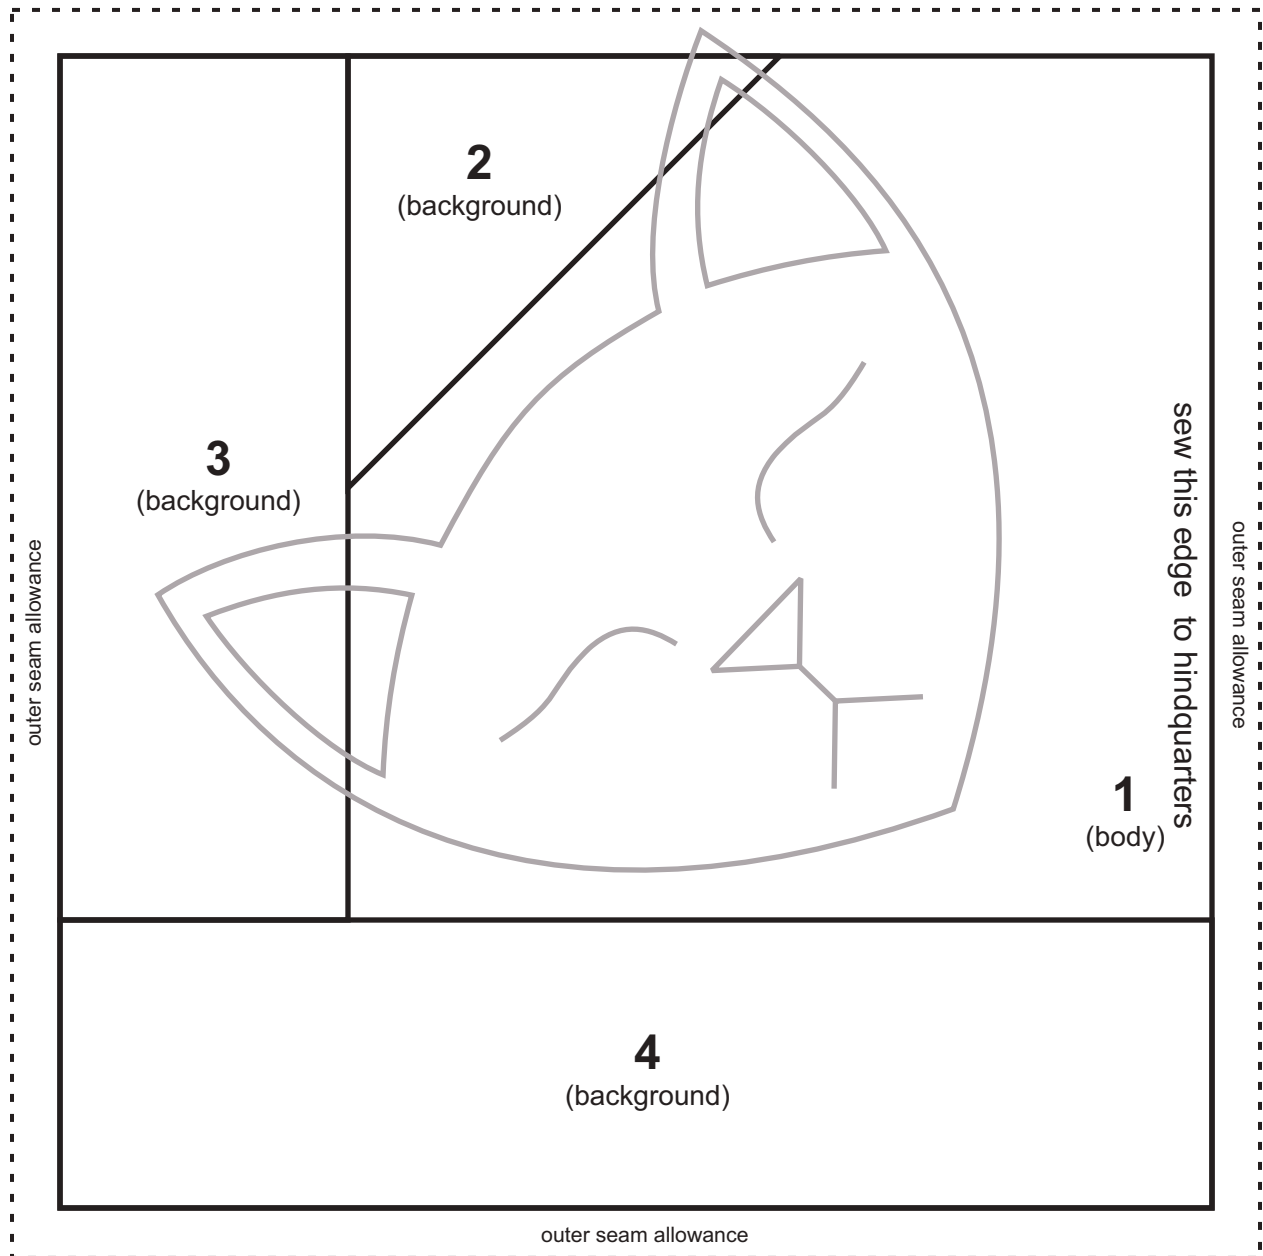 2
(background)
3
(background)
outer seam allowance
sew this edge to hindquarters
outer seam allowance
1
(body)
4
(background)
outer seam allowance